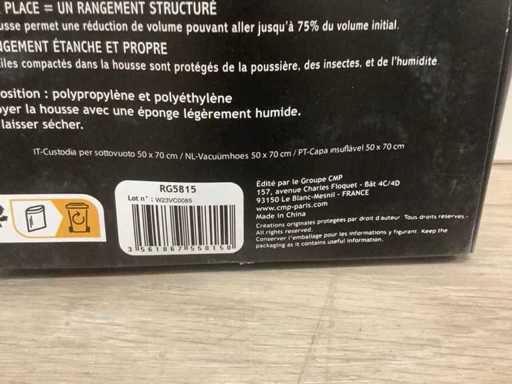 PLACE = UN RANGEMENT STRUCTURÉ
usse permet une réduction de volume pouvant aller jusqu'à 75% du volume initial.
NGEMENT ÉTANCHE ET PROPRE
iles compactés dans la housse sont protégés de la poussière, des insectes, et de l'humidité
osition : polypropylène et polyéthylène
oyer la housse avec une éponge légèrement humide.
laisser sécher.
IT-Custodia per sottovuoto 50 x 70 cm / NL-Vacuümhoes 50 x 70 cm / PT-Capa insuflável 50 x 70 cm
RG5815
Lot n° : W23VC0085
3 561867 558158
Edité par le Groupe CMP
157, avenue Charles Floquet - Bât 4C/4D
93150 Le Blanc-Mesnil - FRANCE
www.cmp-paris.com
Made in China
Créations originales protégées par droit d'auteur. All rights reserved.
Conserver l'emballage pour les informations y figurant. Keep the
packaging as it contains useful information.